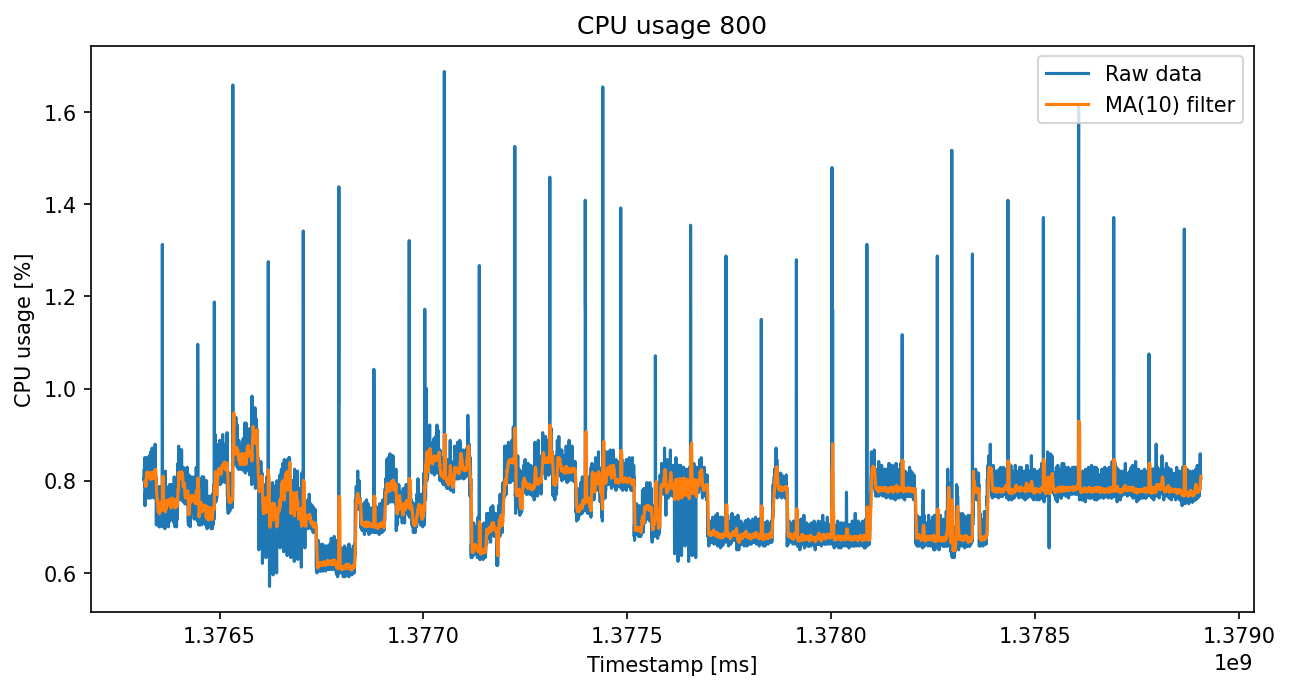 CPU usage 800
Raw data
MA(10) filter
CPU usage [%]
1.6
1.4
1.2
1.0
0.8
0.6
1.3765
1.3770
1.3775
1.3780
1.3785
1.3790
1e9
Timestamp [ms]